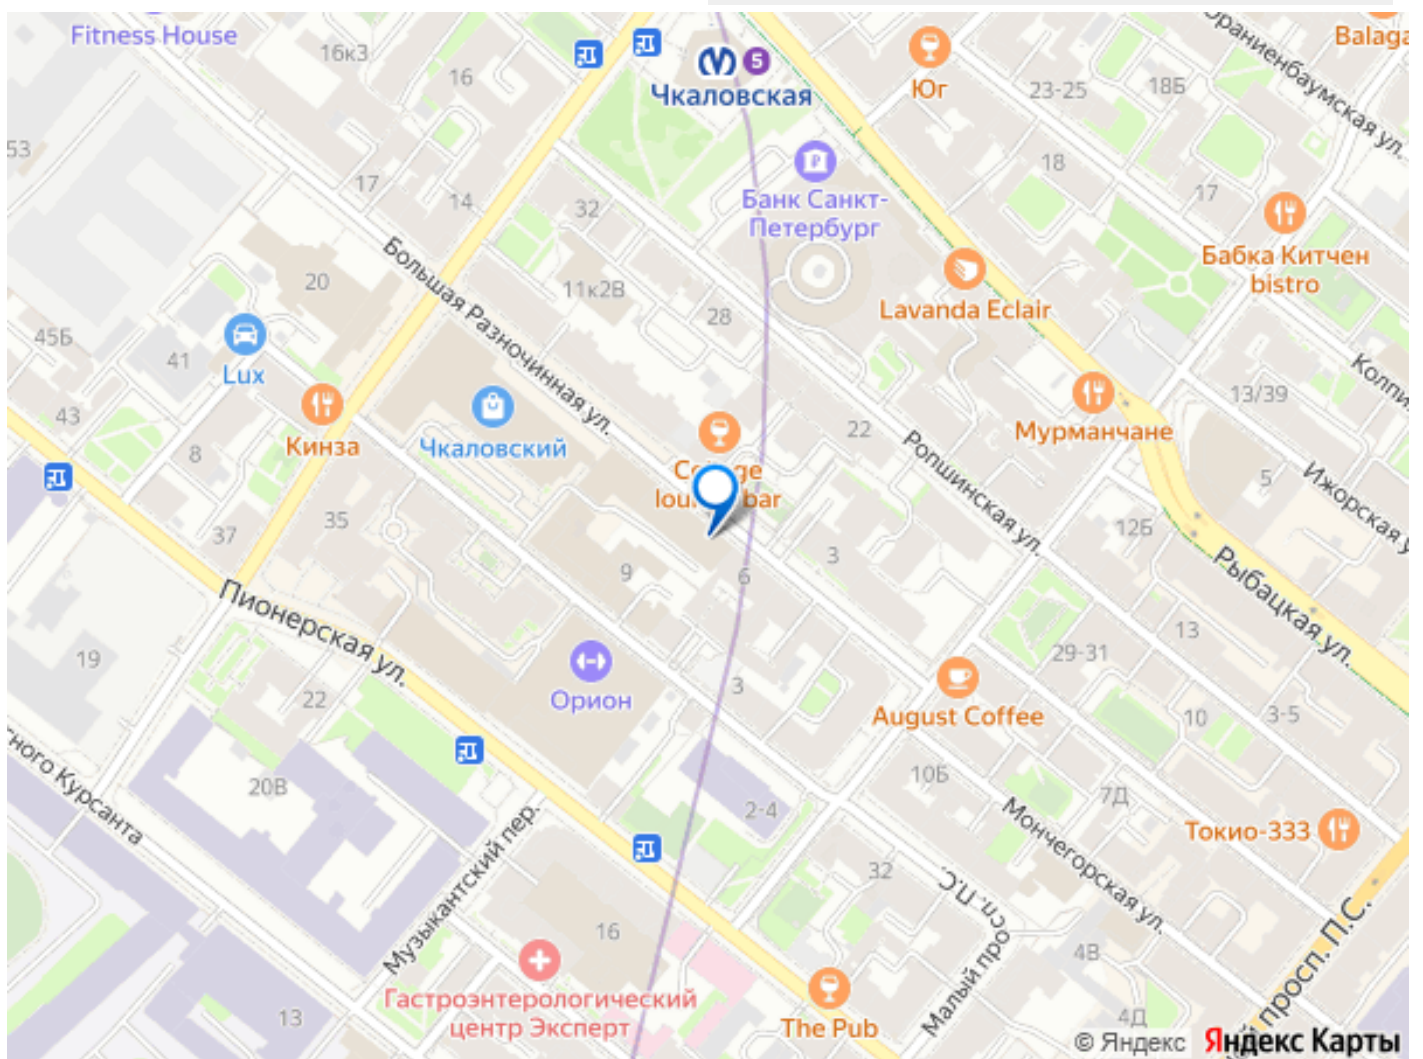 Fitness House
16к3
16
5
Чкаловская
Юг
23-25
18Б
Ораниенбаумская ул.
53
17
14
32
Банк Санкт-
Петербург
18
17
Бабка Китчен
bistro
Lavanda Eclair
20
11к2В
28
Большая Разночинная ул.
45Б
41
Lux
43
8
Кинза
Чкаловский
22
Ропшинская ул.
Мурманчане
13/39
5
Ижорская у
lou
bar
35
37
9
6
3
12Б
Рыбацкая ул.
Пионерская ул.
19
22
Орион
3
29-31
13
10
3-5
August Coffee
20В
2-4
10Б
7Д
Токио-333
Мончегорская ул.
Музыкантский пер.
32
Малый просп. П.С.
4В
16
Гастроэнтерологический
центр Эксперт
13
The Pub
4Д
просп. П.С.
© Яндекс Яндекс Карты